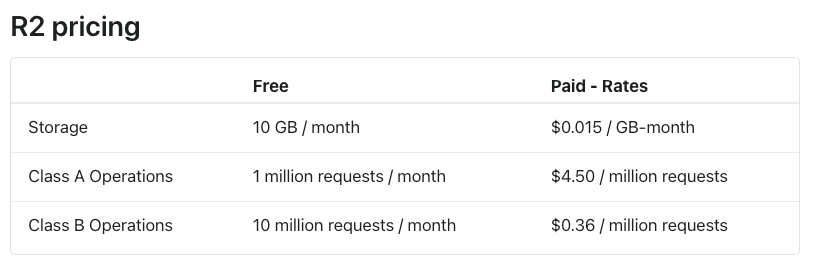 R2 pricing
Free Paid - Rates
Storage 10 GB / month $0.015 / GB-month
Class A Operations 1 million requests / month $4.50 / million requests
Class B Operations 10 million requests / month $0.36 / million requests